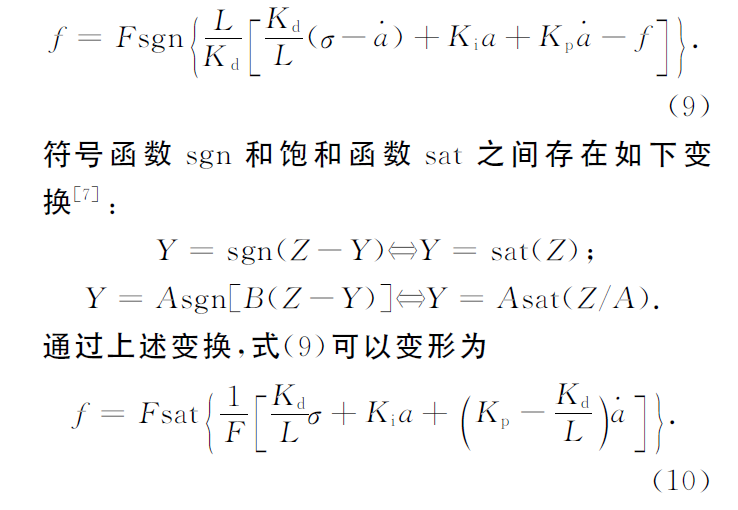 f = Fsgn{L/K_d[K_d/L(σ−ȧ)+K_i a+K_p ȧ−f]}.
(9)
符号函数 sgn 和饱和函数 sat 之间存在如下变
换[7]:
Y = sgn(Z−Y)⇔Y = sat(Z);
Y = Asgn[B(Z−Y)]⇔Y = Asat(Z/A).
通过上述变换,式(9)可以变形为
f = Fsat{1/F[K_d/L σ+K_i a+(K_p−K_d/L)ȧ]}.
(10)